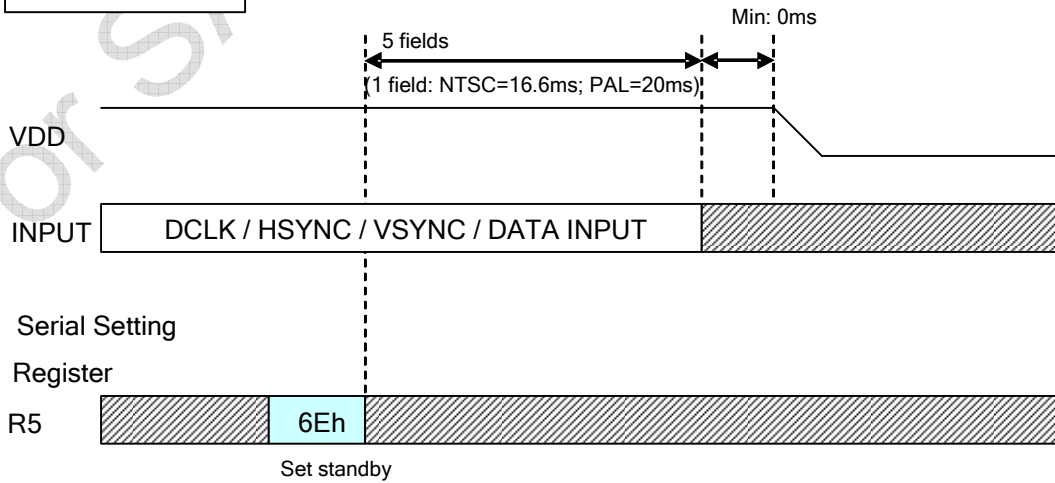 Min: 0ms
5 fields
(1 field: NTSC=16.6ms; PAL=20ms)
VDD
INPUT DCLK / HSYNC / VSYNC / DATA INPUT
Serial Setting
Register
R5 6Eh
Set standby